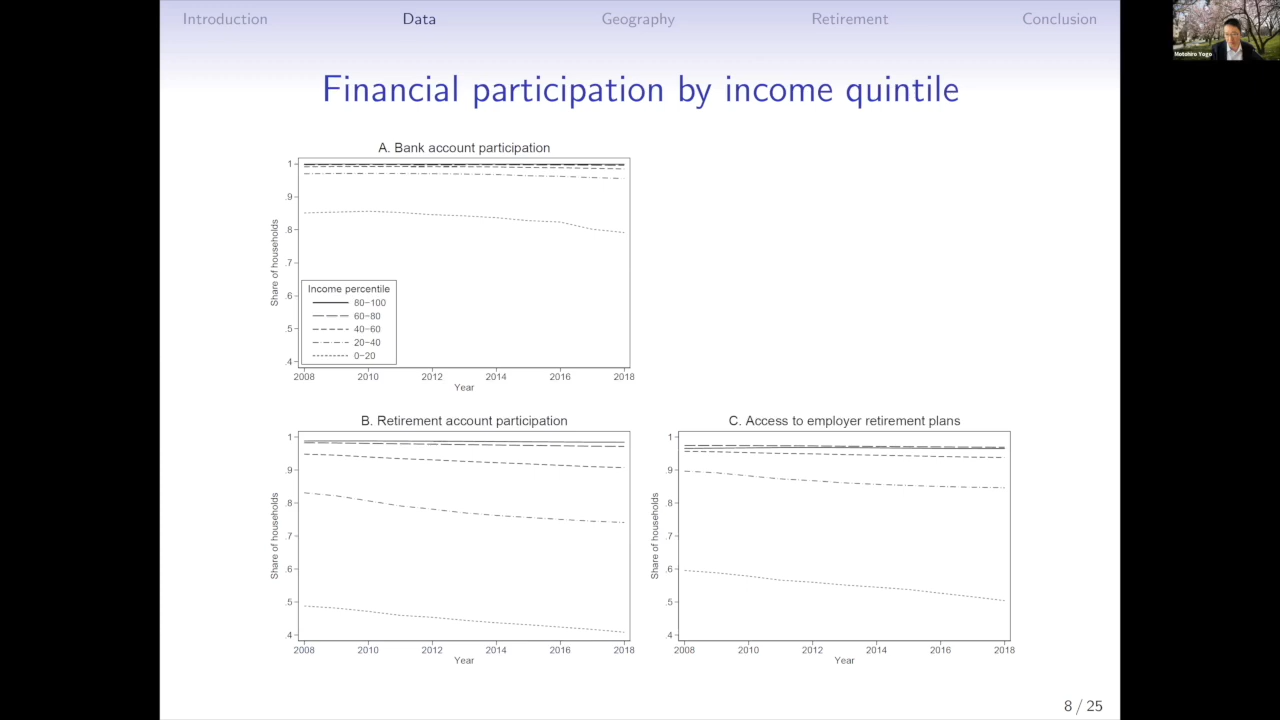 Introduction Data Geography Retirement Conclusion
Motohiro Yogo
Financial participation by income quintile
A. Bank account participation
Share of households
1
.9
.8
.7
.6
.5
.4
Income percentile
80−100
60−80
40−60
20−40
0−20
2008 2010 2012 2014 2016 2018
Year
B. Retirement account participation
Share of households
1
.9
.8
.7
.6
.5
.4
2008 2010 2012 2014 2016 2018
Year
C. Access to employer retirement plans
Share of households
1
.9
.8
.7
.6
.5
.4
2008 2010 2012 2014 2016 2018
Year
8 / 25